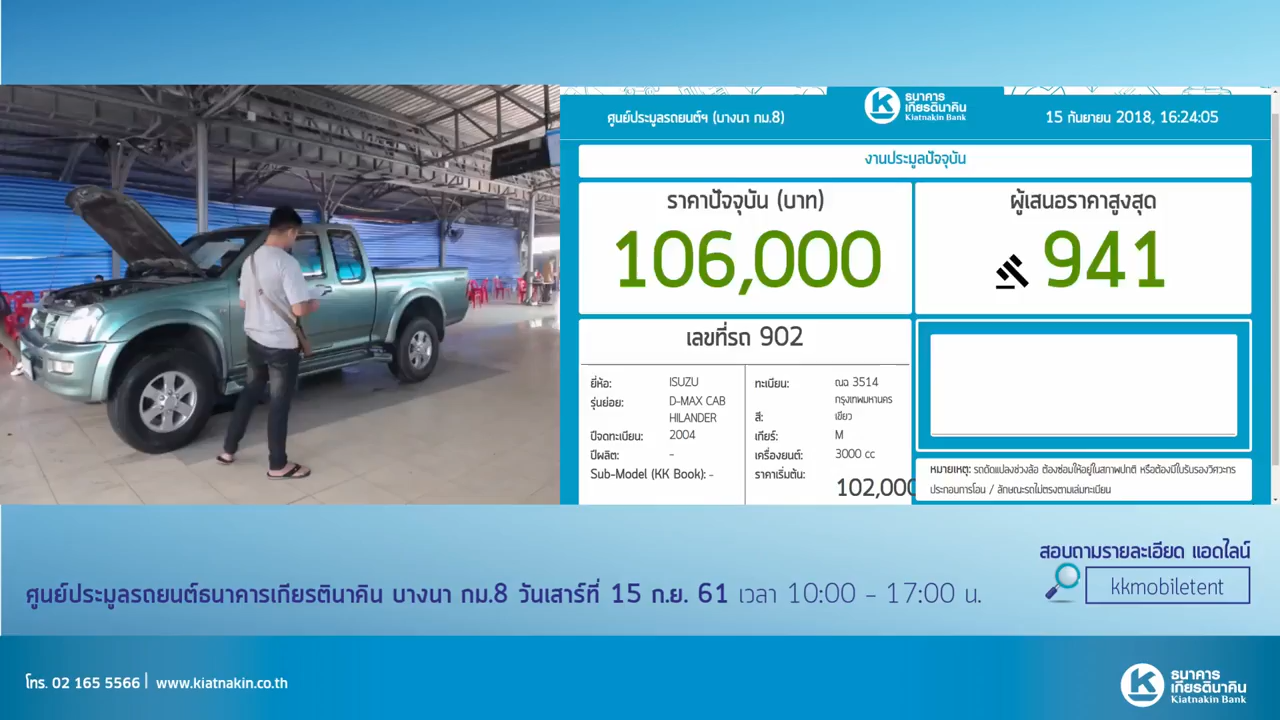 ศูนย์ประมูลรถยนต์ฯ (บางนา กม.8)
ธนาคาร
เกียรตินาคิน
Kiatnakin Bank
15 กันยายน 2018, 16:24:05
งานประมูลปัจจุบัน
ราคาปัจจุบัน (บาท)
106,000
ผู้เสนอราคาสูงสุด
941
เลขที่รถ 902
ยี่ห้อ: ISUZU
รุ่นย่อย: D-MAX CAB
HILANDER
ปีจดทะเบียน: 2004
ปีผลิต: -
Sub-Model (KK Book): -
ทะเบียน: ฌฉ 3514
กรุงเทพมหานคร
สี: เขียว
เกียร์: M
เครื่องยนต์: 3000 cc
ราคาเริ่มต้น: 102,000
หมายเหตุ: รถดัดแปลงช่วงล้อ ต้องซ่อมให้อยู่ในสภาพปกติ หรือต้องมีใบรับรองวิศวะกร
ประกอบการโอน / ลักษณะรถไม่ตรงตามเล่มทะเบียน
สอบถามรายละเอียด แอดไลน์
kkmobiletent
ศูนย์ประมูลรถยนต์ธนาคารเกียรตินาคิน บางนา กม.8 วันเสาร์ที่ 15 ก.ย. 61 เวลา 10:00 - 17:00 น.
โทร. 02 165 5566 | www.kiatnakin.co.th
ธนาคาร
เกียรตินาคิน
Kiatnakin Bank